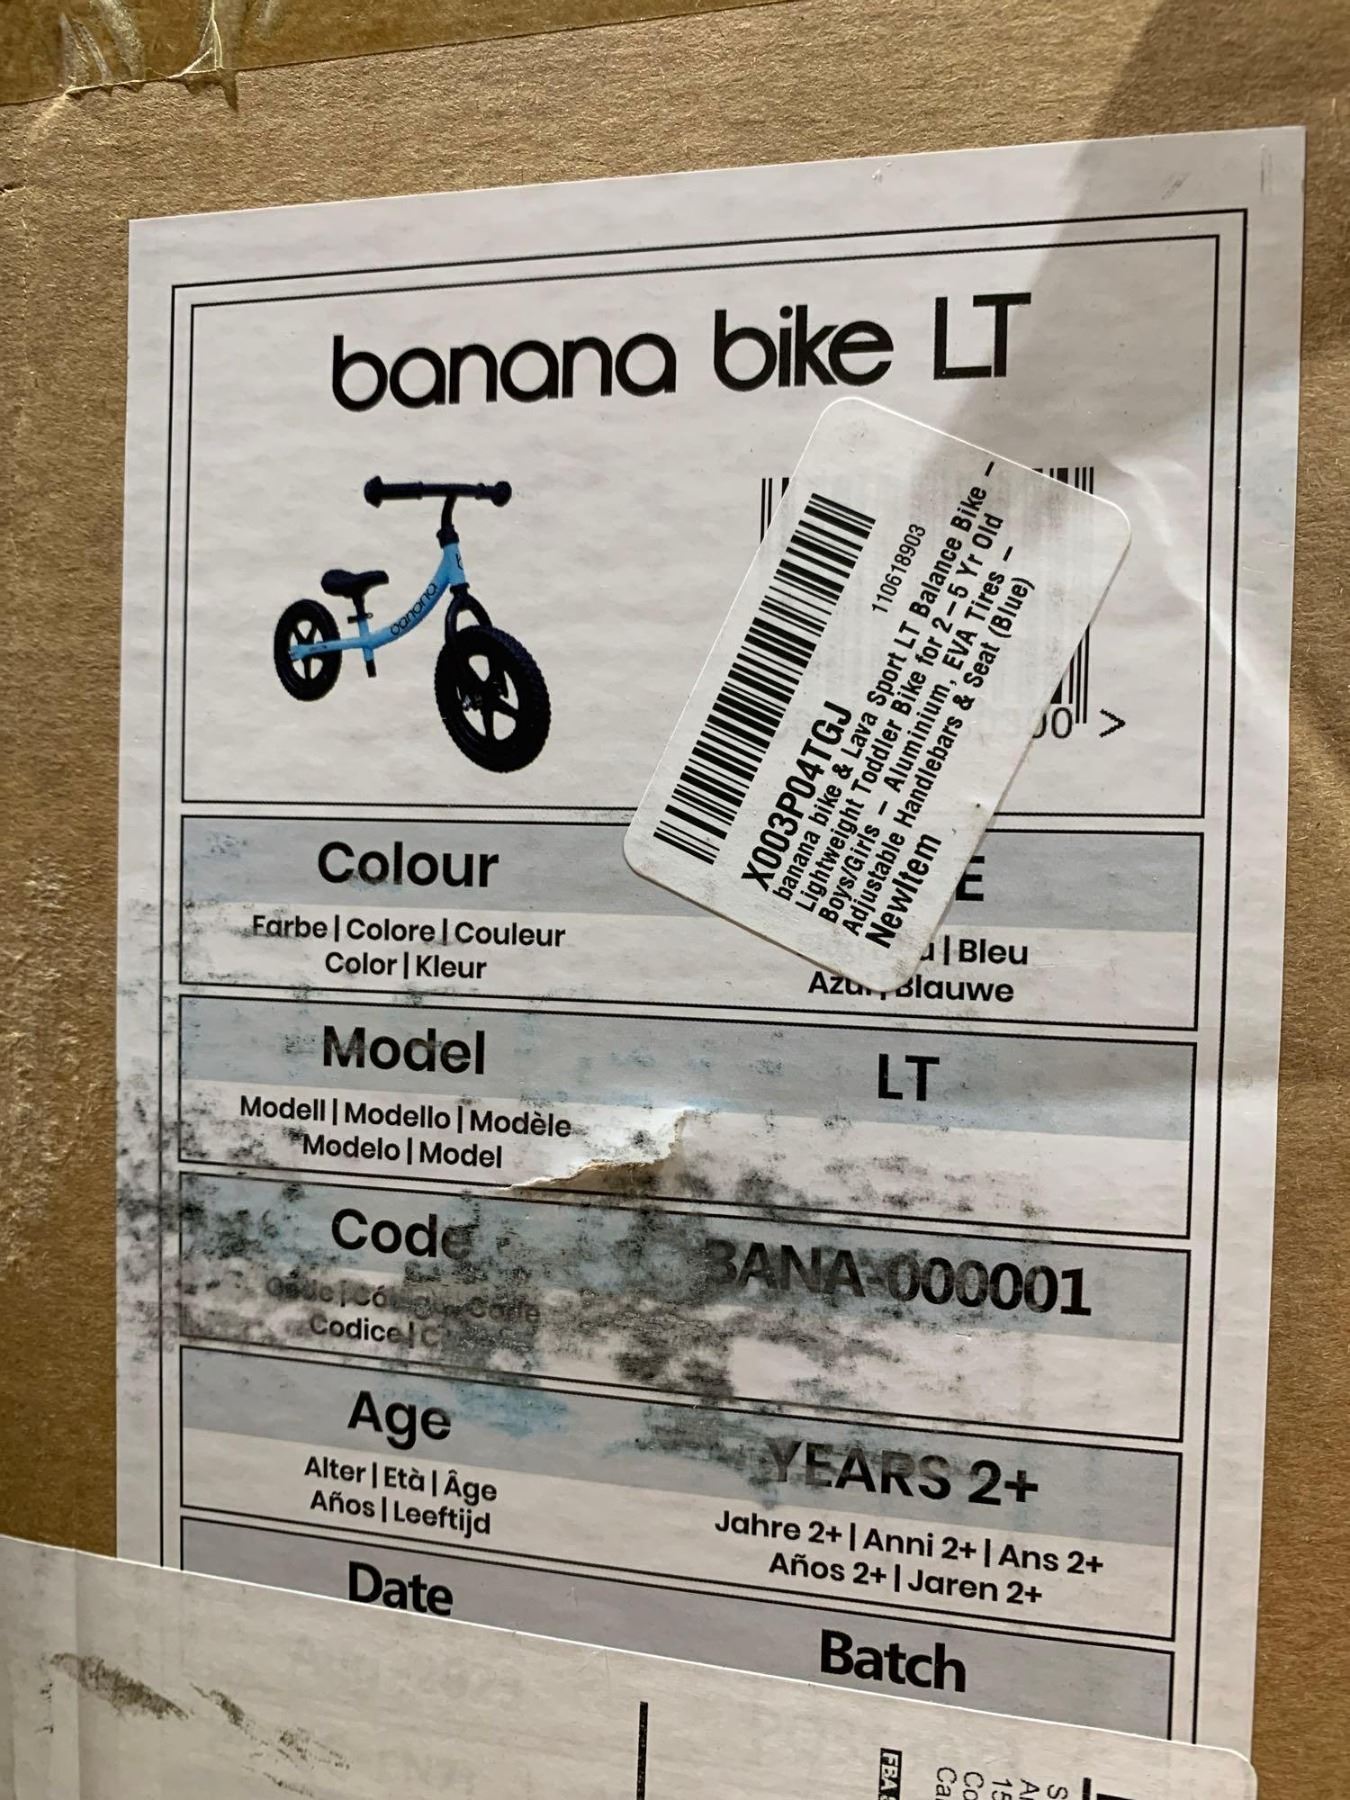 banana bike LT
banana
110618903
X003P04TGJ
banana bike & Lava Sport LT Balance Bike –
Lightweight Toddler Bike for 2–5 Yr Old
Boys/Girls – Aluminium, EVA Tires –
Adjustable Handlebars & Seat (Blue)
NewItem
00 >
Colour
E
Farbe | Colore | Couleur
Color | Kleur
| Bleu
Blauwe
Model
LT
Modell | Modello | Modèle
Modelo | Model
Code
BANA-000001
Codice |
Age
YEARS 2+
Alter | Età | Âge
Años | Leeftijd
Jahre 2+ | Anni 2+ | Ans 2+
Años 2+ | Jaren 2+
Date
Batch
FBA